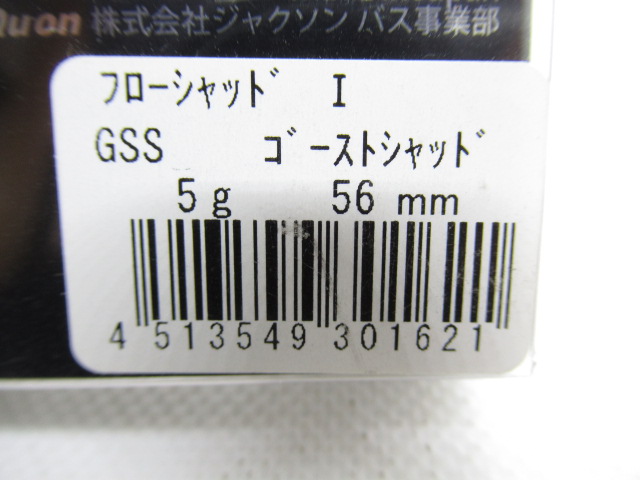 Quon 株式会社ジャクソン バス事業部
ﾌﾛｰｼｬｯﾄﾞ I
GSS ｺﾞｰｽﾄｼｬｯﾄﾞ
5g 56 mm
4 513549 301621